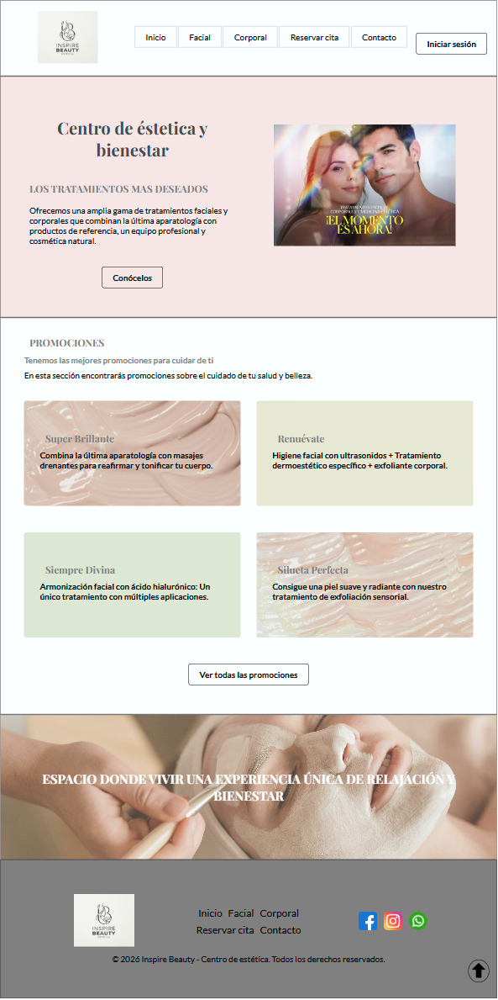 INSPIRE
BEAUTY
Inicio
Facial
Corporal
Reservar cita
Contacto
Iniciar sesión
Centro de éstetica y
bienestar
LOS TRATAMIENTOS MAS DESEADOS
Ofrecemos una amplia gama de tratamientos faciales y
corporales que combinan la última aparatología con
productos de referencia, un equipo profesional y
cosmética natural.
Conócelos
¡EL MOMENTO
ES AHORA!
PROMOCIONES
Tenemos las mejores promociones para cuidar de ti
En esta sección encontrarás promociones sobre el cuidado de tu salud y belleza.
Super Brillante
Combina la última aparatología con masajes
drenantes para reafirmar y tonificar tu cuerpo.
Renuévate
Higiene facial con ultrasonidos + Tratamiento
dermoestético específico + exfoliante corporal.
Siempre Divina
Armonización facial con ácido hialurónico: Un
único tratamiento con múltiples aplicaciones.
Silueta Perfecta
Consigue una piel suave y radiante con nuestro
tratamiento de exfoliación sensorial.
Ver todas las promociones
ESPACIO DONDE VIVIR UNA EXPERIENCIA ÚNICA DE RELAJACIÓN Y
BIENESTAR
INSPIRE
BEAUTY
Inicio Facial Corporal
Reservar cita Contacto
© 2026 Inspire Beauty - Centro de estética. Todos los derechos reservados.